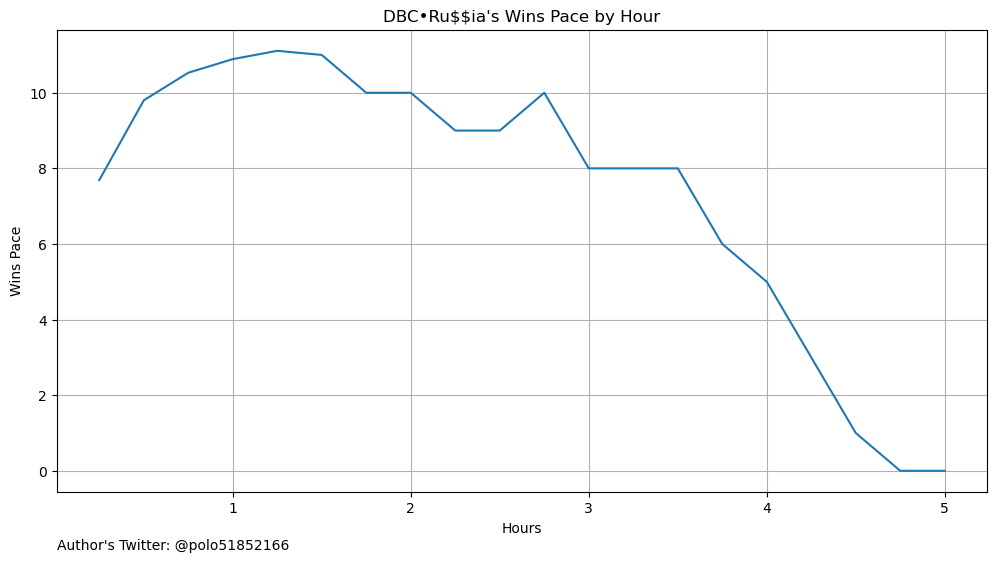 DBC•Ru$$ia's Wins Pace by Hour
Wins Pace
10
8
6
4
2
0
1 2 3 4 5
Hours
Author's Twitter: @polo51852166